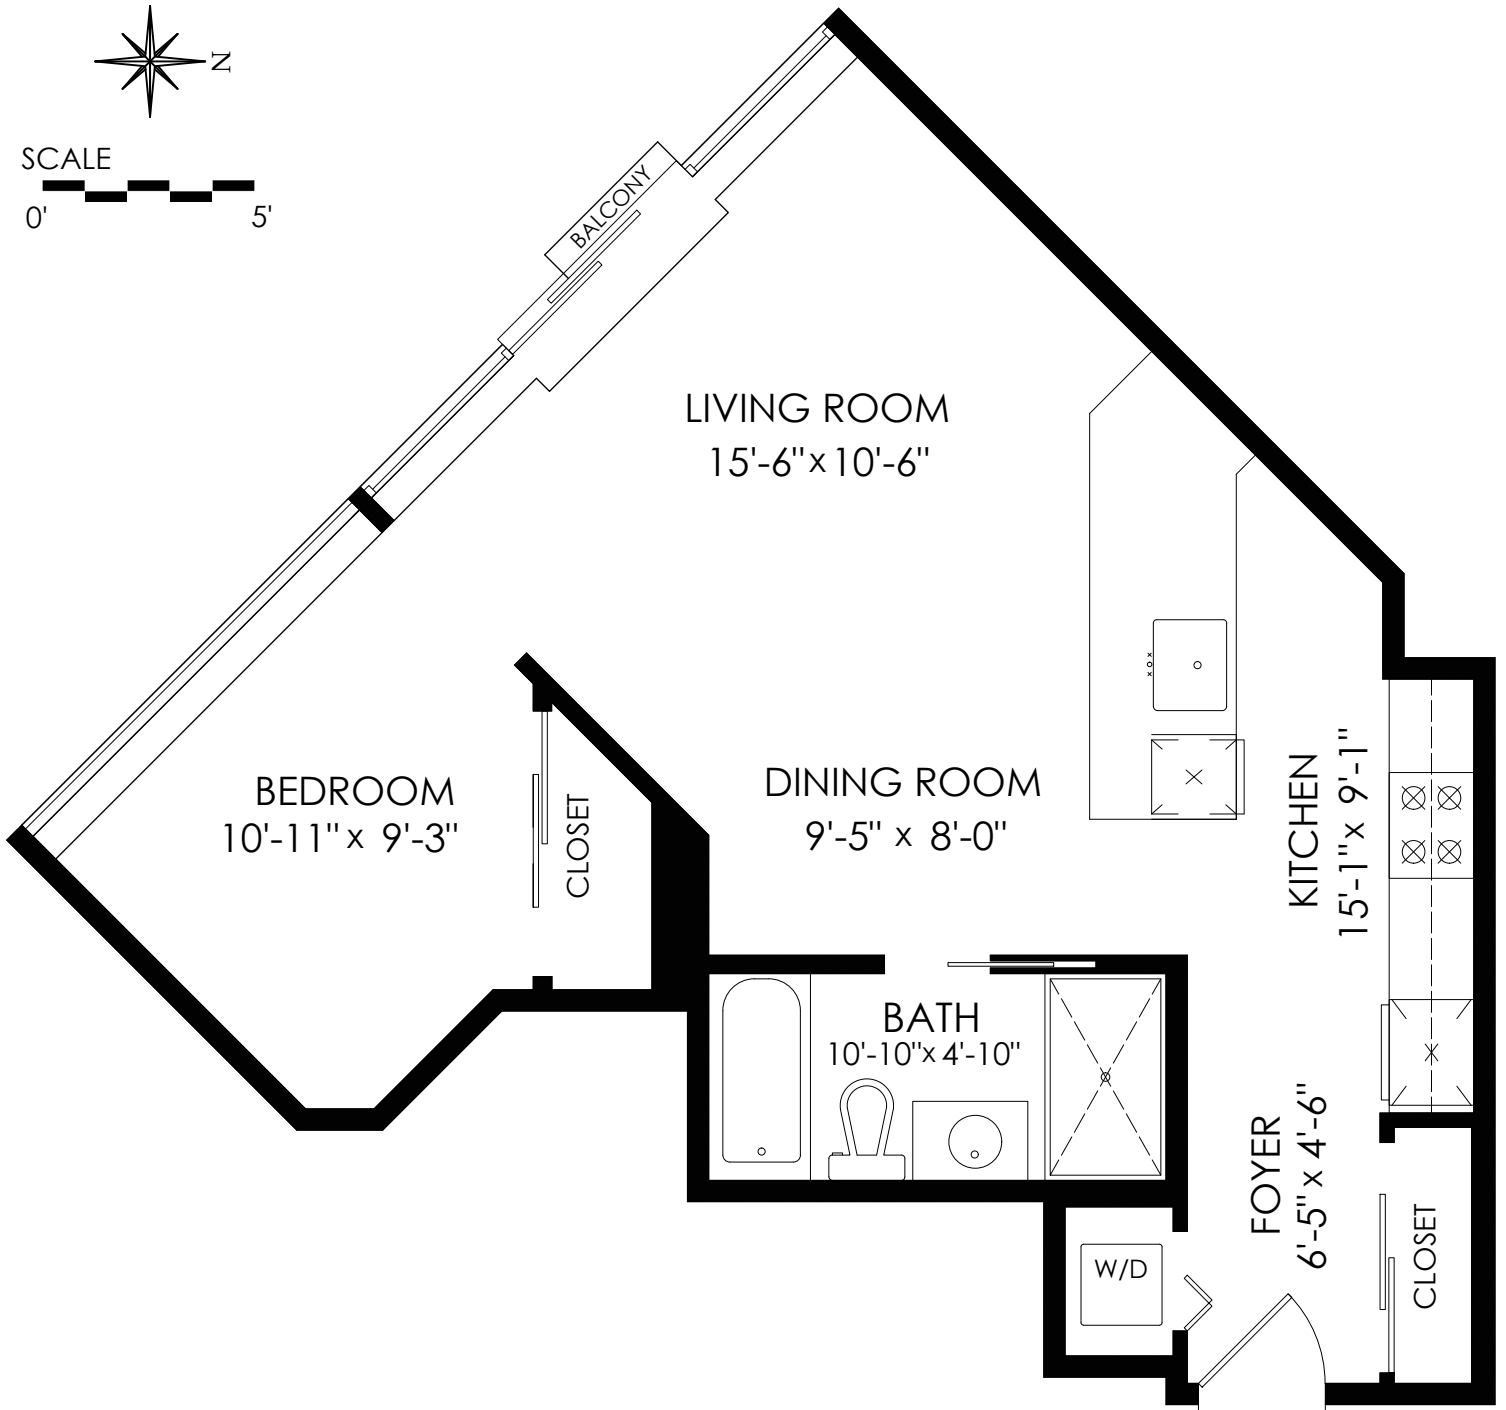 N
SCALE
0' 5'
BALCONY
LIVING ROOM
15'-6" x 10'-6"
BEDROOM
10'-11" x 9'-3"
CLOSET
DINING ROOM
9'-5" x 8'-0"
KITCHEN
15'-1" x 9'-1"
BATH
10'-10" x 4'-10"
FOYER
6'-5" x 4'-6"
CLOSET
W/D